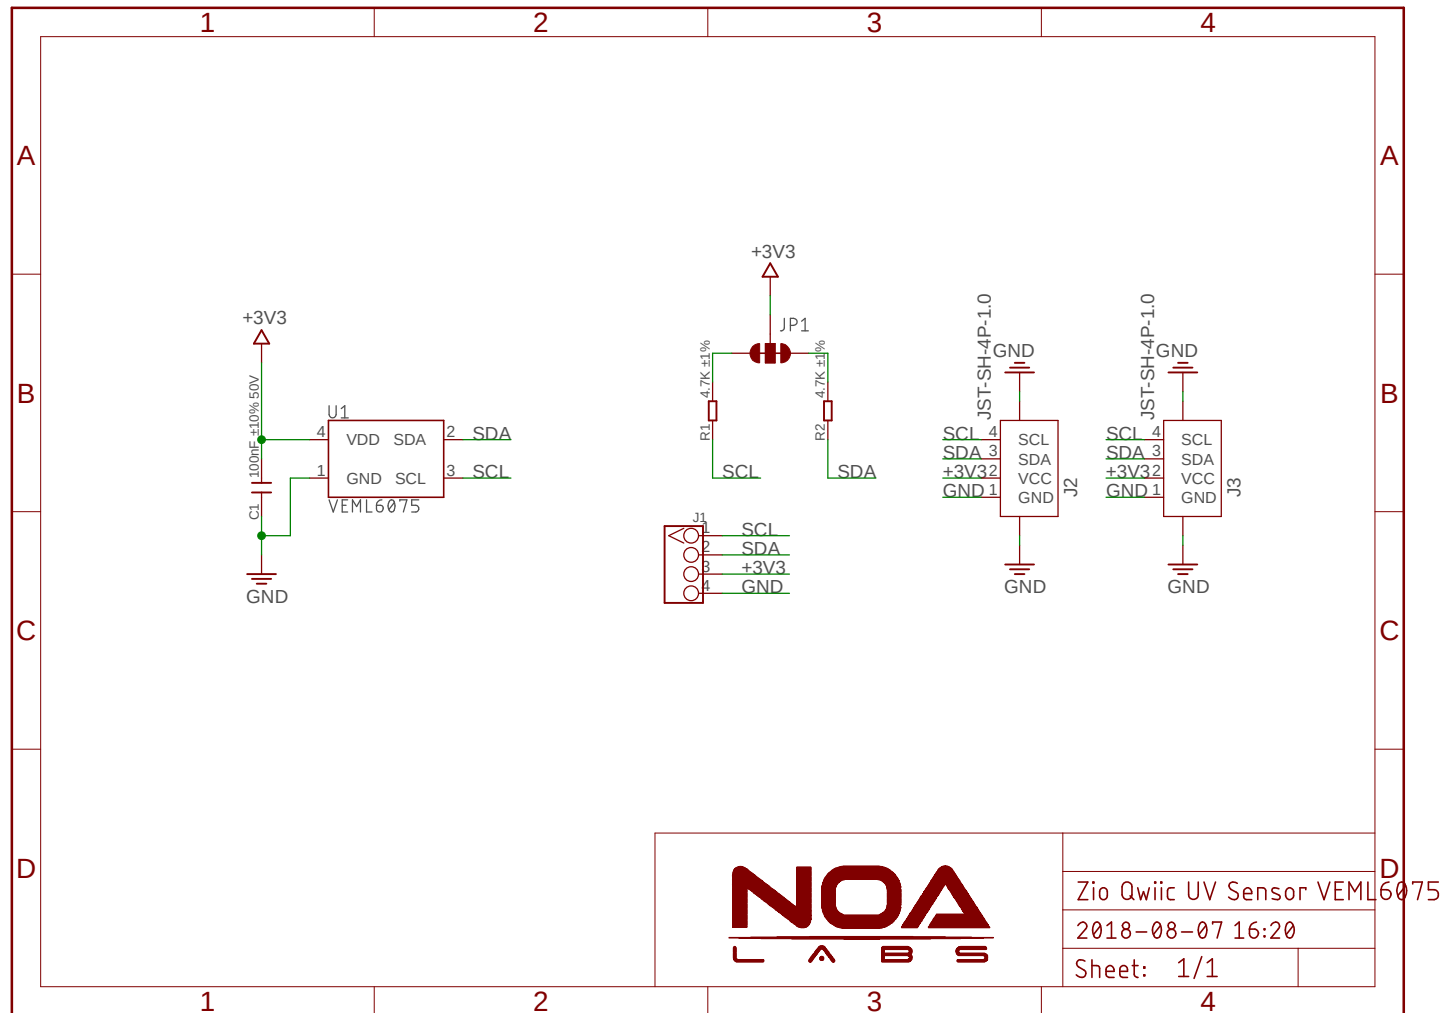 1 2 3 4
A A
+3V3
JP1
4.7K ±1%
R1
4.7K ±1%
R2
SCL
SDA
+3V3
100nF ±10% 50V
C1
U1
4 VDD SDA 2 SDA
1 GND SCL 3 SCL
VEML6075
GND
B B
JST-SH-4P-1.0
GND
SCL 4 SCL
SDA 3 SDA
+3V3 2 VCC
GND 1 GND
J2
GND
JST-SH-4P-1.0
GND
SCL 4 SCL
SDA 3 SDA
+3V3 2 VCC
GND 1 GND
J3
GND
J1
1 SCL
2 SDA
3 +3V3
4 GND
C C
D D
NOA
LABS
Zio Qwiic UV Sensor VEML6075
2018-08-07 16:20
Sheet: 1/1
1 2 3 4